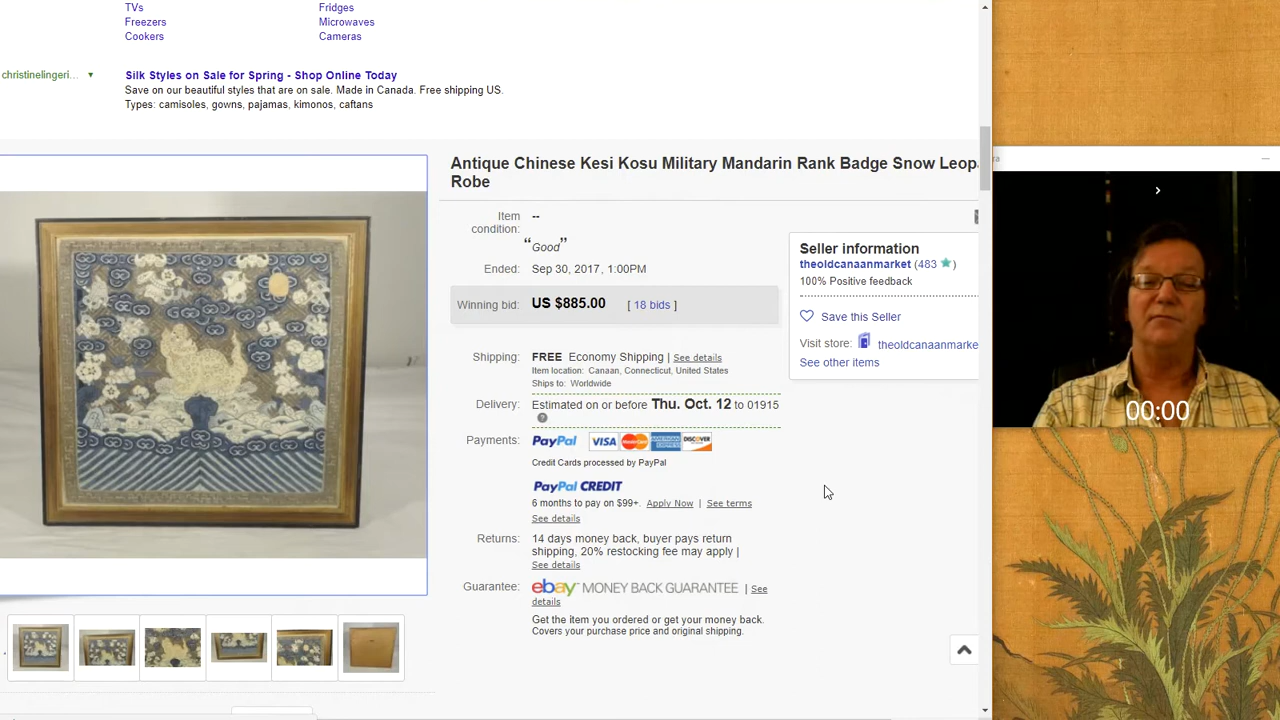 TVs
Fridges
Freezers
Microwaves
Cookers
Cameras
christinelingeri... ▼
Silk Styles on Sale for Spring - Shop Online Today
Save on our beautiful styles that are on sale. Made in Canada. Free shipping US.
Types: camisoles, gowns, pajamas, kimonos, caftans
Antique Chinese Kesi Kosu Military Mandarin Rank Badge Snow Leopa
Robe
Item condition: --
“Good”
Ended: Sep 30, 2017, 1:00PM
Winning bid: US $885.00 [ 18 bids ]
Shipping: FREE Economy Shipping | See details
Item location: Canaan, Connecticut, United States
Ships to: Worldwide
Delivery: Estimated on or before Thu. Oct. 12 to 01915
Payments: PayPal VISA MasterCard AMERICAN EXPRESS DISCOVER
Credit Cards processed by PayPal
PayPal CREDIT
6 months to pay on $99+. Apply Now | See terms
See details
Returns: 14 days money back, buyer pays return
shipping, 20% restocking fee may apply |
See details
Guarantee: ebay MONEY BACK GUARANTEE | See
details
Get the item you ordered or get your money back.
Covers your purchase price and original shipping.
Seller information
theoldcanaanmarket (483 ★ )
100% Positive feedback
Save this Seller
Visit store: theoldcanaanmarke
See other items
ra
00:00